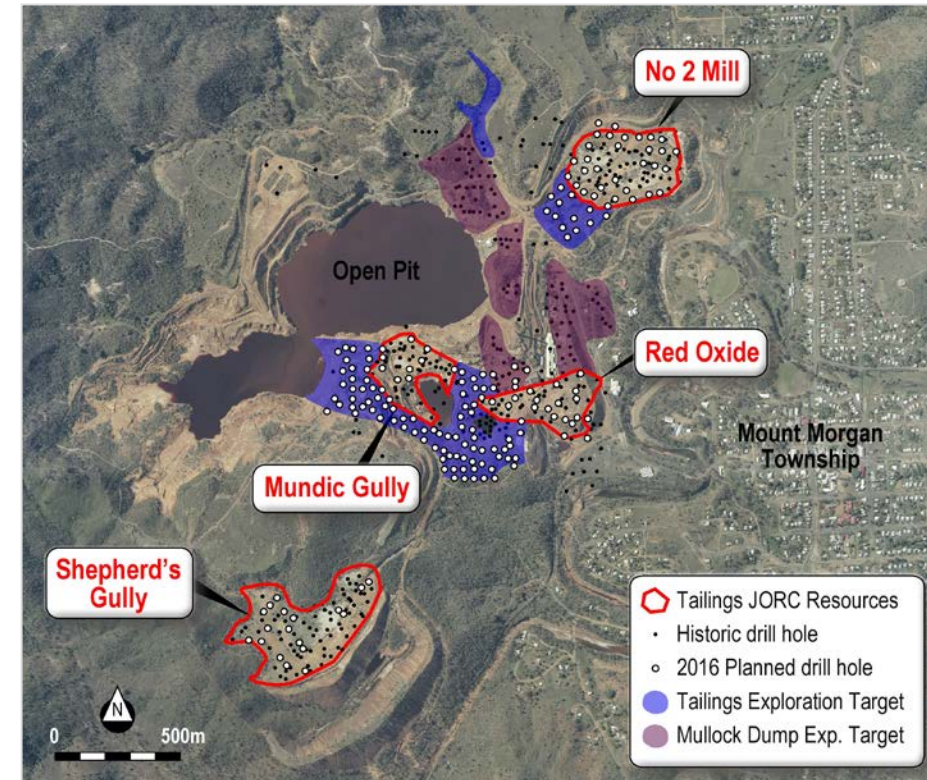 No 2 Mill
Open Pit
Red Oxide
Mount Morgan
Township
Mundic Gully
Shepherd's
Gully
Tailings JORC Resources
Historic drill hole
2016 Planned drill hole
Tailings Exploration Target
Mullock Dump Exp. Target
N
0 500m